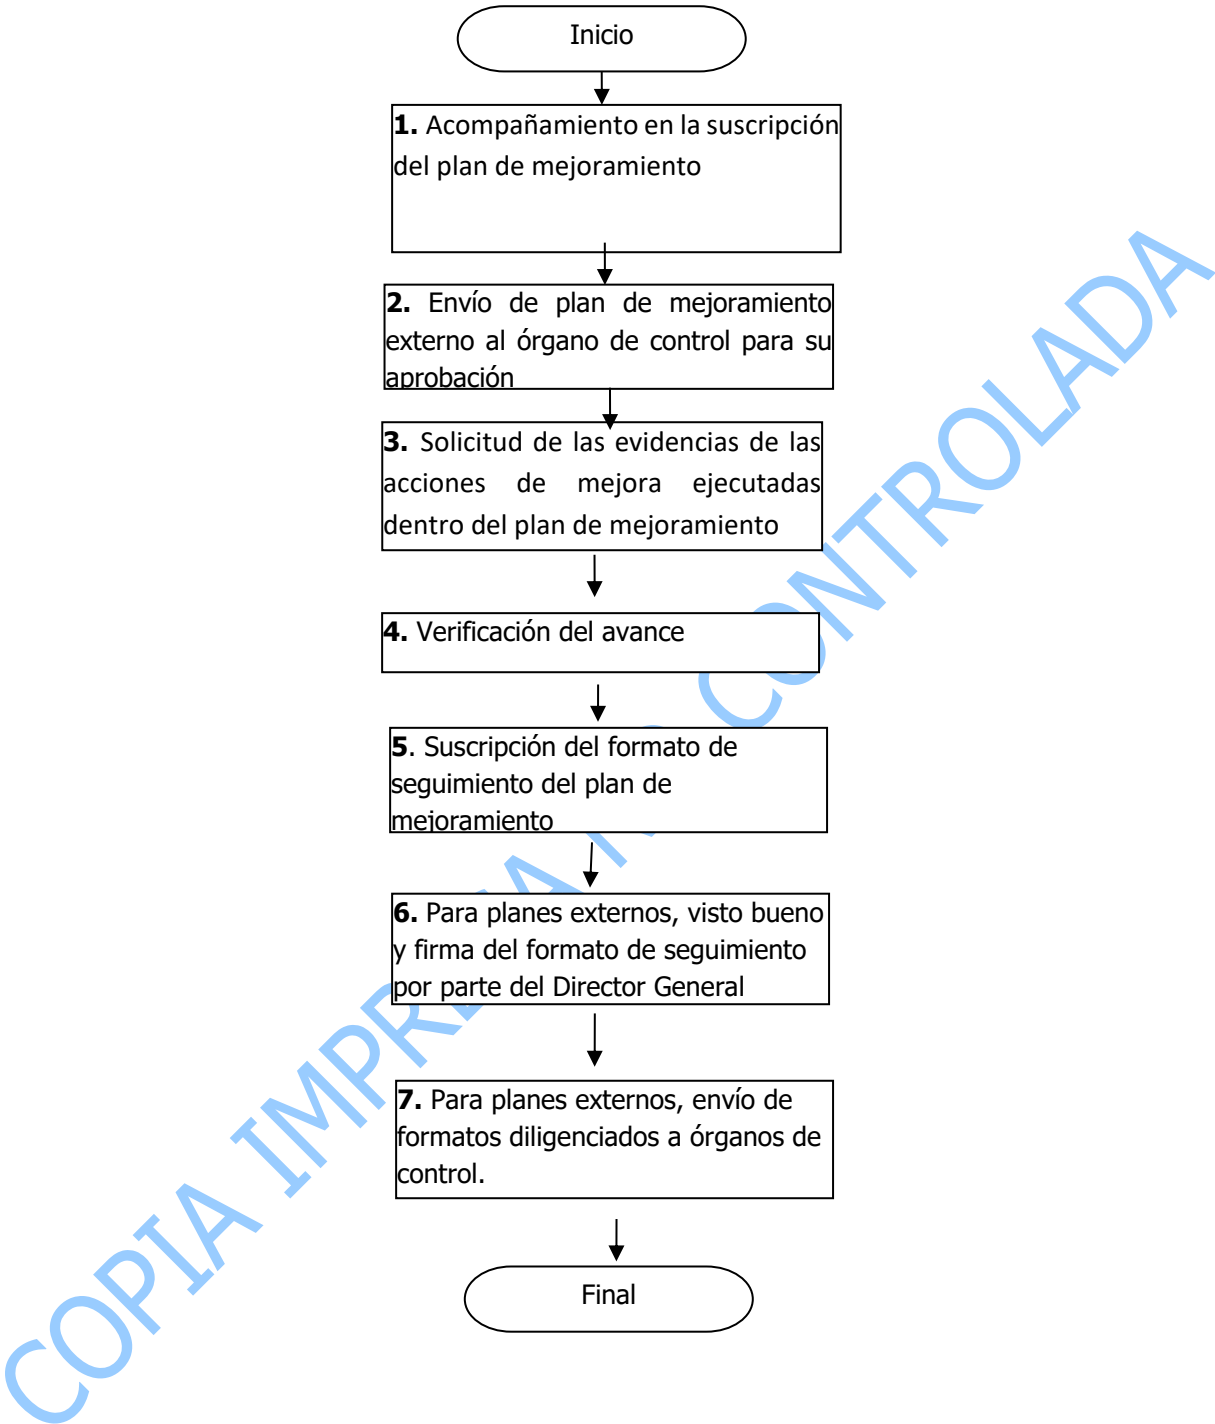 Inicio
1. Acompañamiento en la suscripción
del plan de mejoramiento
2. Envío de plan de mejoramiento
externo al órgano de control para su
aprobación
3. Solicitud de las evidencias de las
acciones de mejora ejecutadas
dentro del plan de mejoramiento
4. Verificación del avance
5. Suscripción del formato de
seguimiento del plan de
mejoramiento
6. Para planes externos, visto bueno
y firma del formato de seguimiento
por parte del Director General
7. Para planes externos, envío de
formatos diligenciados a órganos de
control.
Final
COPIA IMPRESA NO CONTROLADA